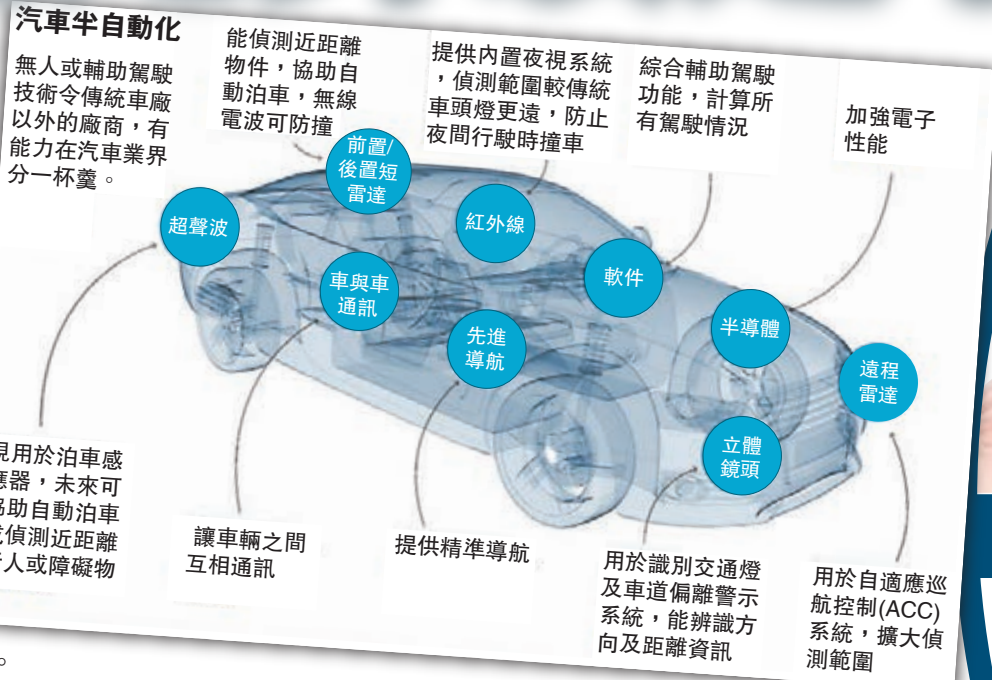 汽車半自動化
無人或輔助駕駛
技術令傳統車廠
以外的廠商，有
能力在汽車業界
分一杯羹。
能偵測近距離
物件，協助自
動泊車，無線
電波可防撞
提供內置夜視系統
，偵測範圍較傳統
車頭燈更遠，防止
夜間行駛時撞車
綜合輔助駕駛
功能，計算所
有駕駛情況
加強電子
性能
前置/
後置短
雷達
超聲波
紅外線
車與車
通訊
軟件
先進
導航
半導體
遠程
雷達
立體
鏡頭
用於泊車感
應器，未來可
協助自動泊車
偵測近距離
人或障礙物
讓車輛之間
互相通訊
提供精準導航
用於識別交通燈
及車道偏離警示
系統，能辨識方
向及距離資訊
用於自適應巡
航控制(ACC)
系統，擴大偵
測範圍
。